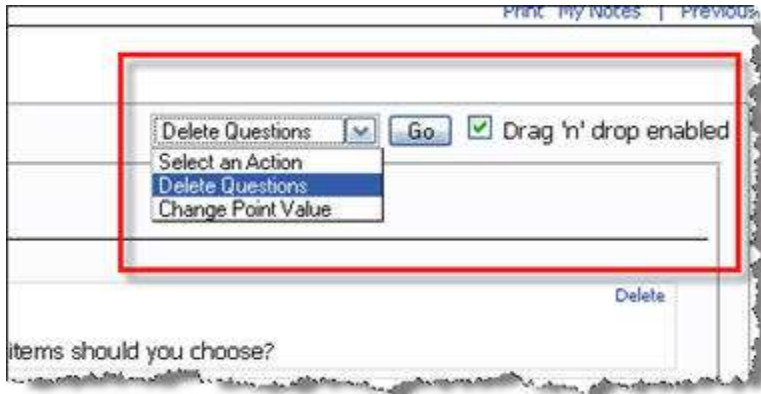 Print My Notes | Previous
Delete Questions Go Drag 'n' drop enabled
Select an Action
Delete Questions
Change Point Value
Delete
items should you choose?